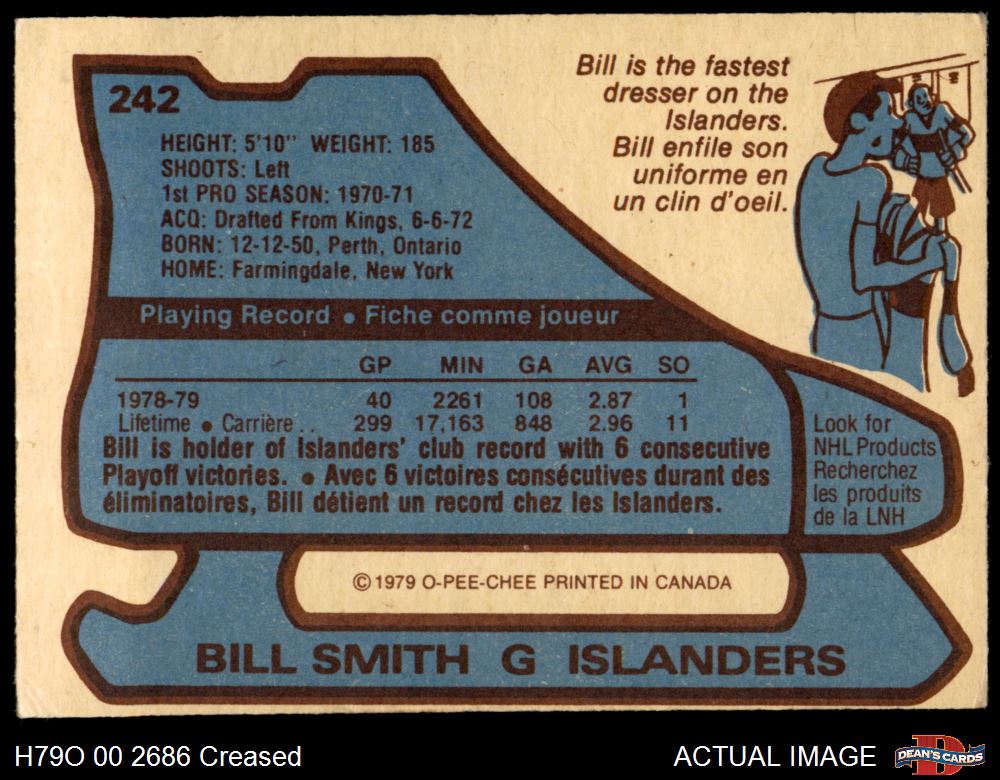 242
HEIGHT: 5'10" WEIGHT: 185
SHOOTS: Left
1st PRO SEASON: 1970-71
ACQ: Drafted From Kings, 6-6-72
BORN: 12-12-50, Perth, Ontario
HOME: Farmingdale, New York
Bill is the fastest
dresser on the
Islanders.
Bill enfile son
uniforme en
un clin d'oeil.
Playing Record • Fiche comme joueur
GP MIN GA AVG SO
1978-79 40 2261 108 2.87 1
Lifetime • Carrière .. 299 17,163 848 2.96 11
Bill is holder of Islanders' club record with 6 consecutive
Playoff victories. • Avec 6 victoires consécutives durant des
éliminatoires, Bill détient un record chez les Islanders.
Look for
NHL Products
Recherchez
les produits
de la LNH
© 1979 O-PEE-CHEE PRINTED IN CANADA
BILL SMITH G ISLANDERS
H79O 00 2686 Creased
ACTUAL IMAGE
DEAN'S CARDS